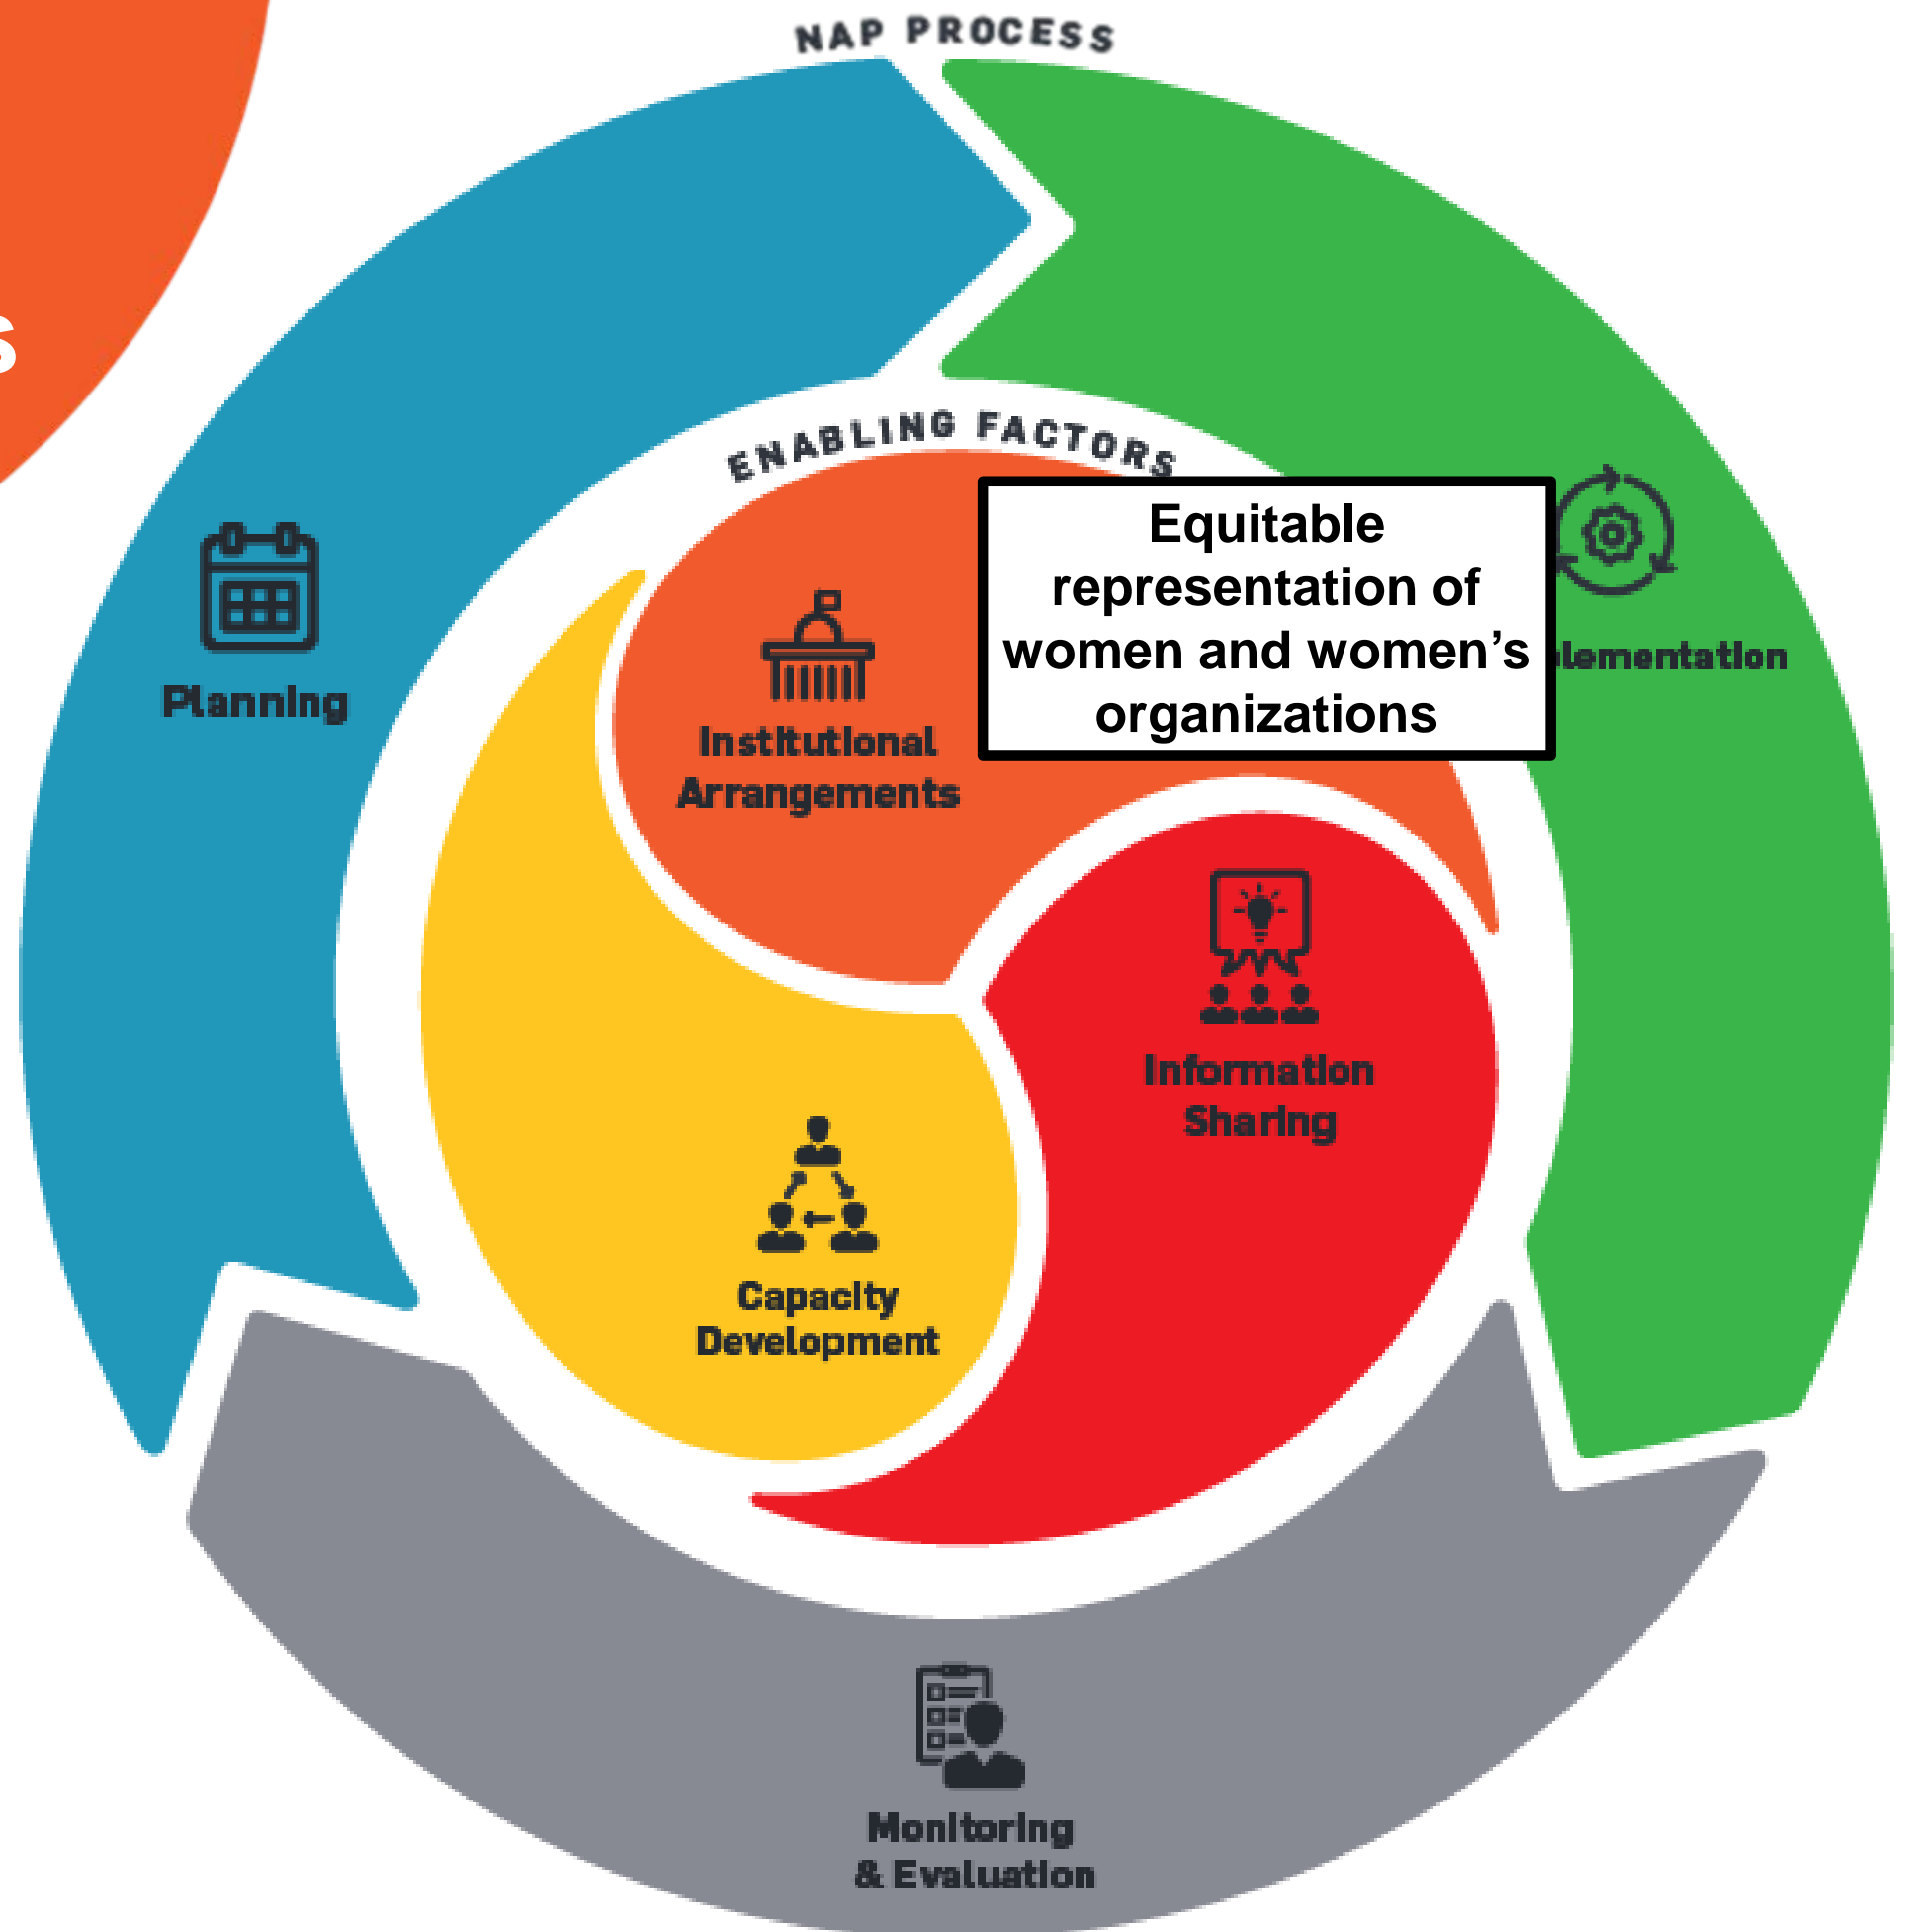 NAP PROCESS
ENABLING FACTORS
Equitable
representation of
women and women’s
organizations
Planning
Institutional
Arrangements
Information
Sharing
Capacity
Development
Monitoring
& Evaluation